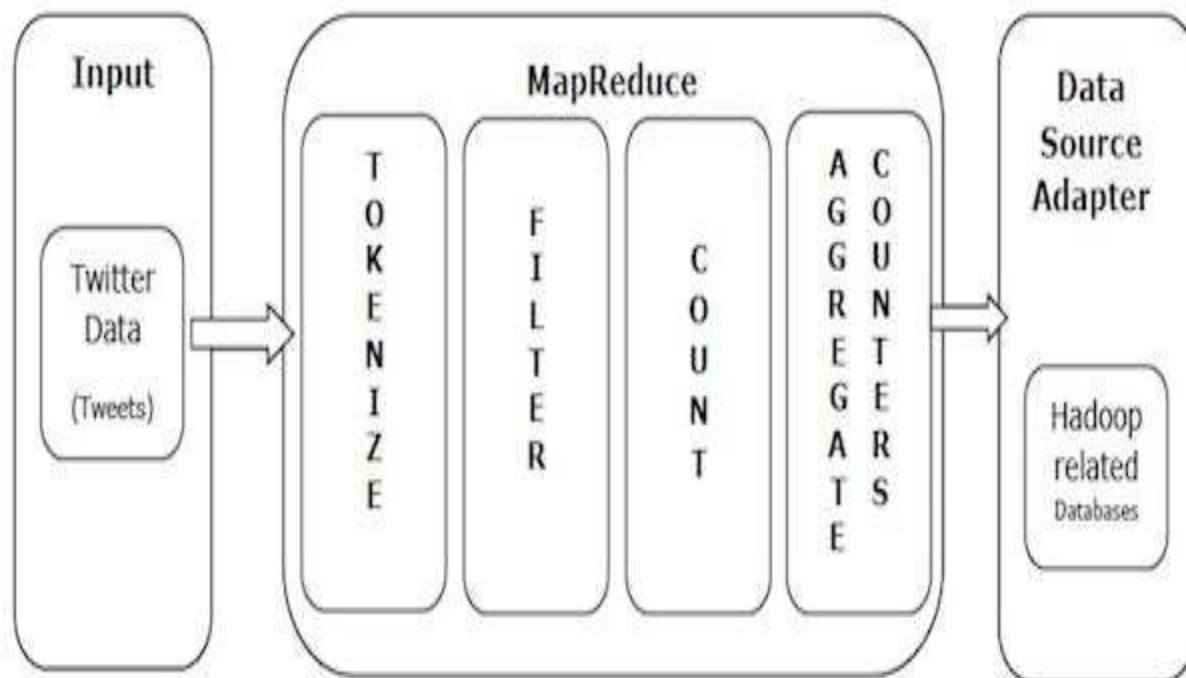 Input
Twitter
Data
(Tweets)
MapReduce
TOKENIZE
FILTER
COUNT
AGGREGATE
COUNTERS
Data
Source
Adapter
Hadoop
related
Databases